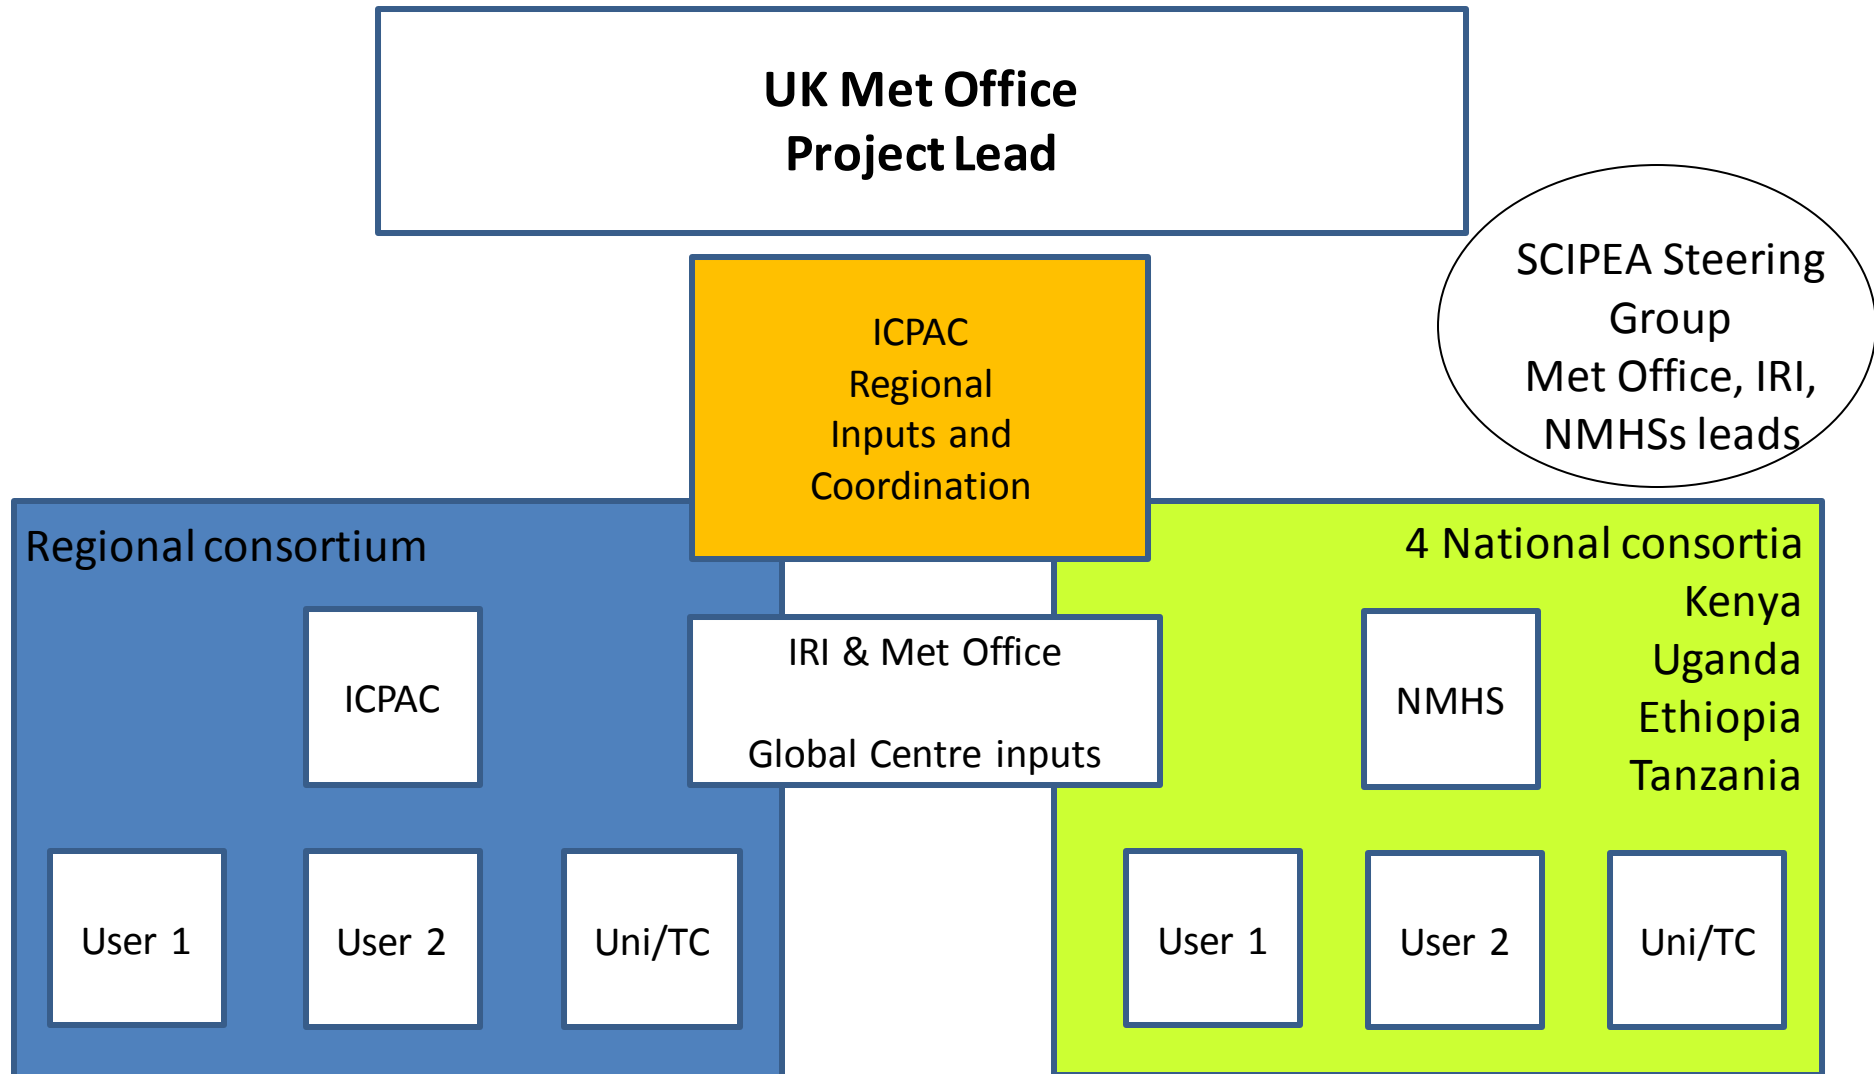 UK Met Office
Project Lead
SCIPEA Steering
Group
Met Office, IRI,
NMHSs leads
ICPAC
Regional
Inputs and
Coordination
Regional consortium
ICPAC
User 1
User 2
Uni/TC
IRI & Met Office
Global Centre inputs
4 National consortia
Kenya
Uganda
Ethiopia
Tanzania
NMHS
User 1
User 2
Uni/TC